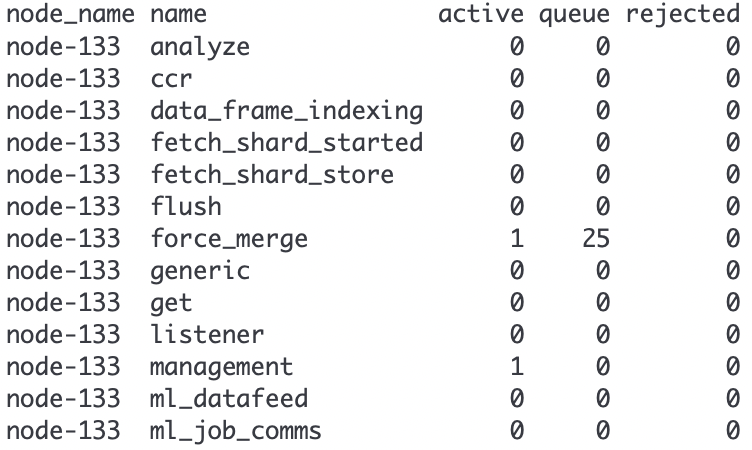 node_name name active queue rejected
node-133 analyze 0 0 0
node-133 ccr 0 0 0
node-133 data_frame_indexing 0 0 0
node-133 fetch_shard_started 0 0 0
node-133 fetch_shard_store 0 0 0
node-133 flush 0 0 0
node-133 force_merge 1 25 0
node-133 generic 0 0 0
node-133 get 0 0 0
node-133 listener 0 0 0
node-133 management 1 0 0
node-133 ml_datafeed 0 0 0
node-133 ml_job_comms 0 0 0